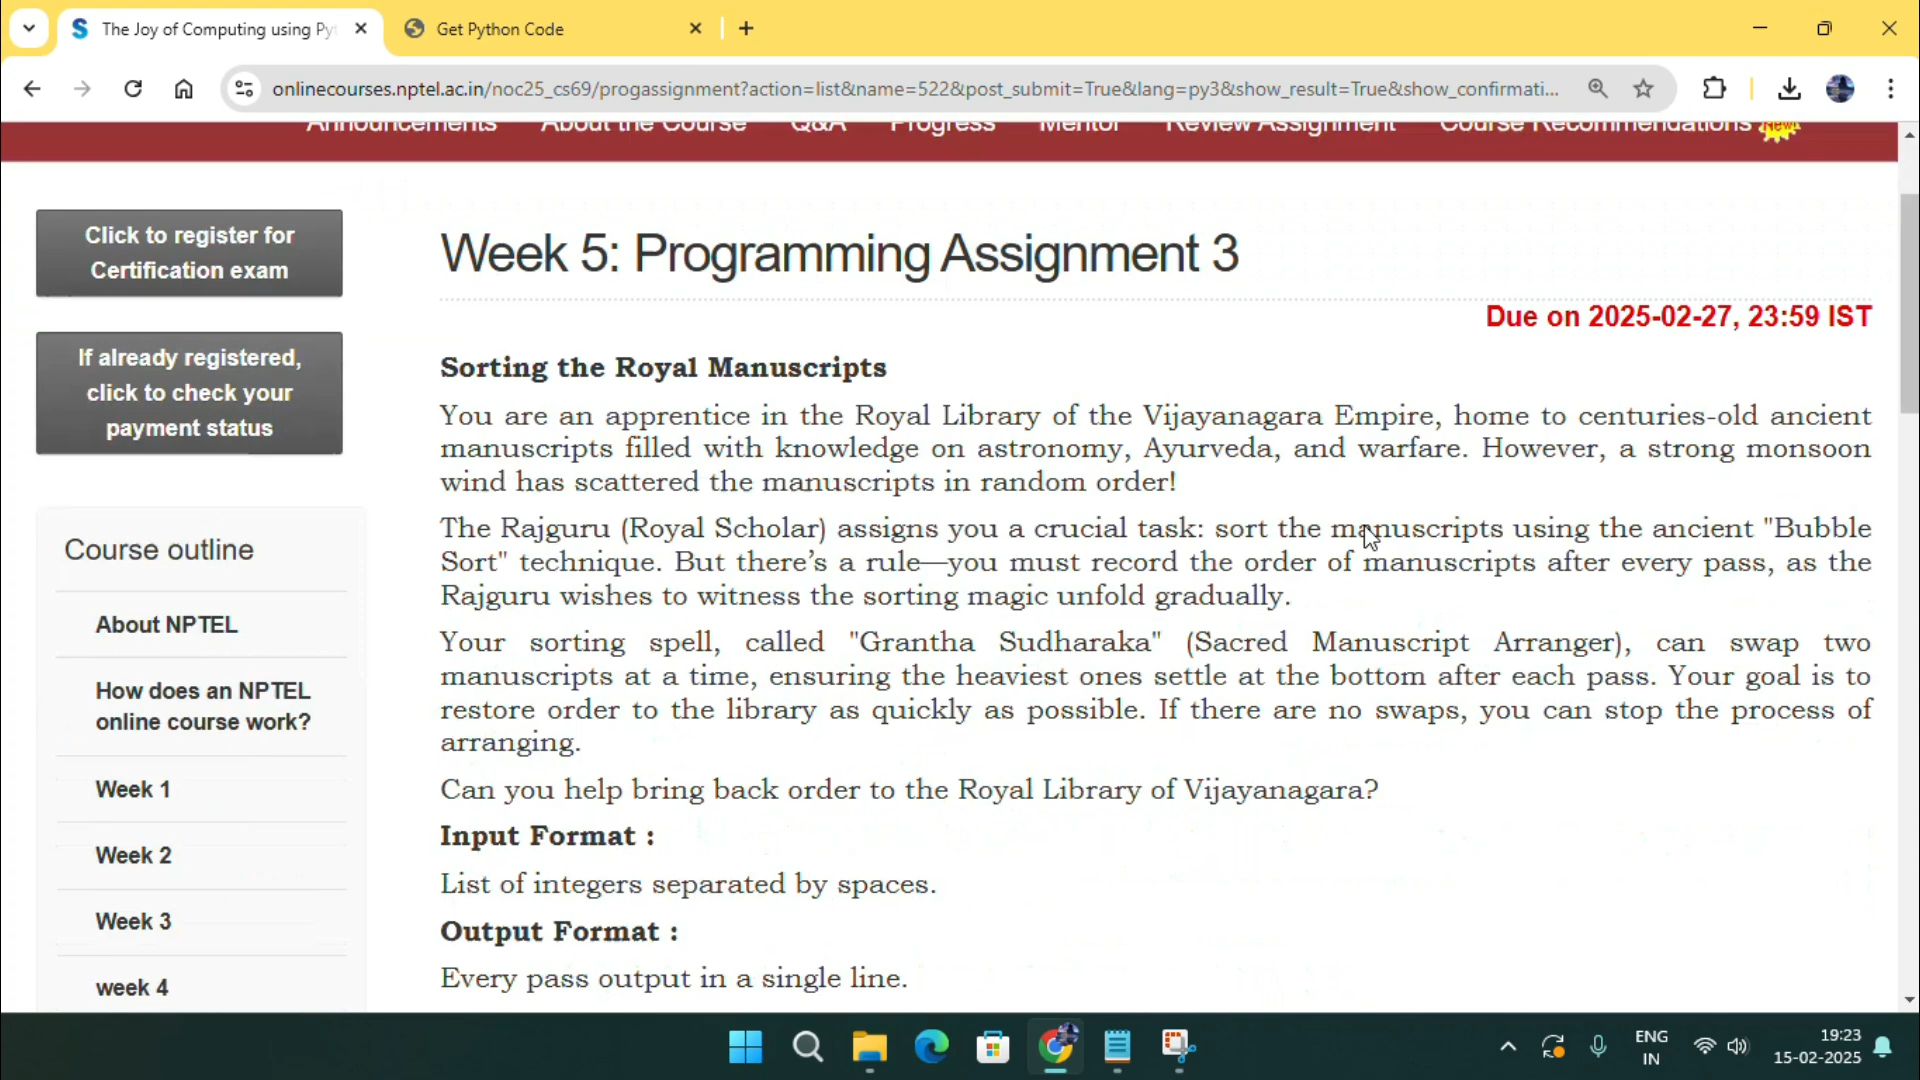 The Joy of Computing using Py
Get Python Code
onlinecourses.nptel.ac.in/noc25_cs69/progassignment?action=list&name=522&post_submit=True&lang=py3&show_result=True&show_confirmati...
Announcements About the Course Q&A Progress Mentor Review Assignment Course Recommendations New!
Click to register for
Certification exam
If already registered,
click to check your
payment status
Course outline
About NPTEL
How does an NPTEL
online course work?
Week 1
Week 2
Week 3
week 4
Week 5: Programming Assignment 3
Due on 2025-02-27, 23:59 IST
Sorting the Royal Manuscripts
You are an apprentice in the Royal Library of the Vijayanagara Empire, home to centuries-old ancient
manuscripts filled with knowledge on astronomy, Ayurveda, and warfare. However, a strong monsoon
wind has scattered the manuscripts in random order!
The Rajguru (Royal Scholar) assigns you a crucial task: sort the manuscripts using the ancient "Bubble
Sort" technique. But there’s a rule—you must record the order of manuscripts after every pass, as the
Rajguru wishes to witness the sorting magic unfold gradually.
Your sorting spell, called "Grantha Sudharaka" (Sacred Manuscript Arranger), can swap two
manuscripts at a time, ensuring the heaviest ones settle at the bottom after each pass. Your goal is to
restore order to the library as quickly as possible. If there are no swaps, you can stop the process of
arranging.
Can you help bring back order to the Royal Library of Vijayanagara?
Input Format :
List of integers separated by spaces.
Output Format :
Every pass output in a single line.
ENG
IN
19:23
15-02-2025